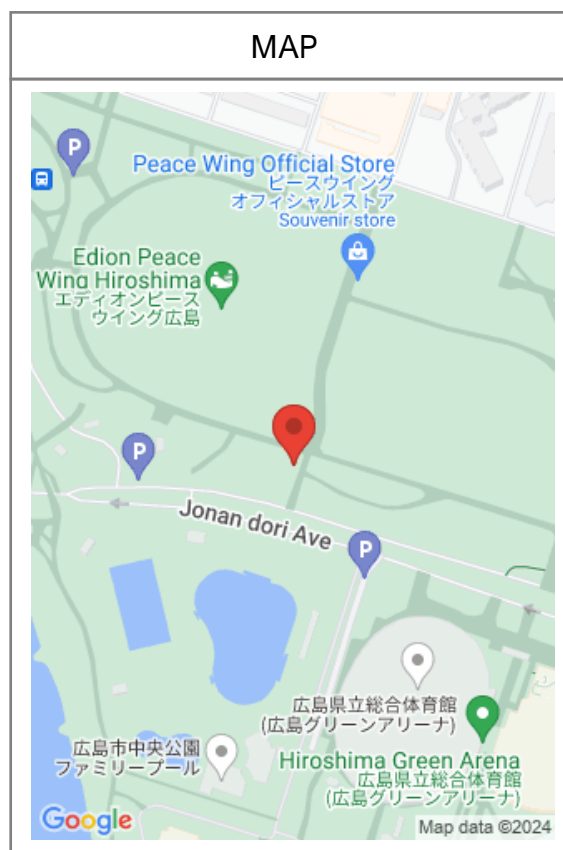 MAP
P
Peace Wing Official Store
ピースウイング
オフィシャルストア
Souvenir store
Edion Peace
Wing Hiroshima
エディオンピース
ウイング広島
P
Jonan dori Ave
P
広島県立総合体育館
(広島グリーンアリーナ)
広島市中央公園
ファミリープール
Hiroshima Green Arena
広島県立総合体育館
(広島グリーンアリーナ)
Google
Map data ©2024